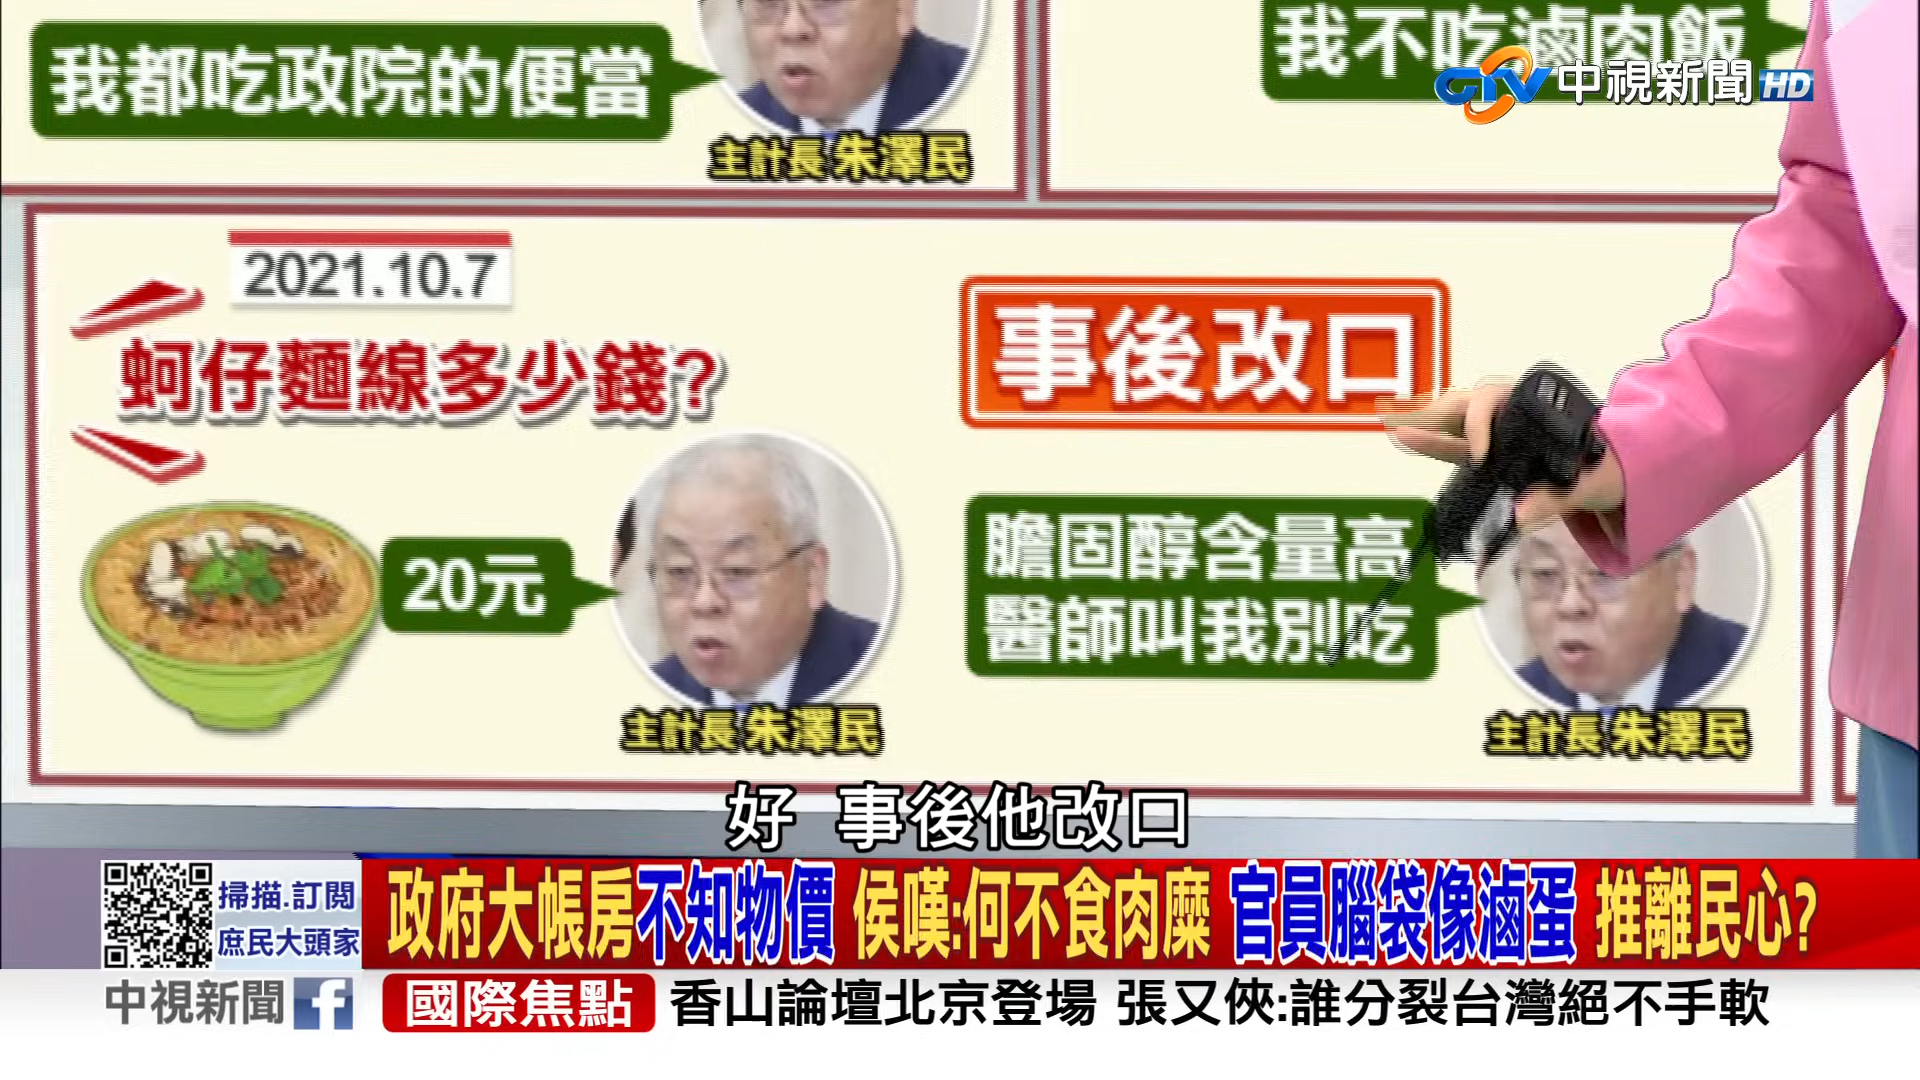 我都吃政院的便當
主計長 朱澤民
我不吃滷肉飯
CTV 中視新聞 HD
2021.10.7
蚵仔麵線多少錢?
20元
主計長 朱澤民
事後改口
膽固醇含量高
醫師叫我別吃
主計長 朱澤民
好 事後他改口
掃描.訂閱
庶民大頭家
政府大帳房不知物價 侯嘆:何不食肉糜 官員腦袋像滷蛋 推離民心?
中視新聞 f
國際焦點 香山論壇北京登場 張又俠:誰分裂台灣絕不手軟